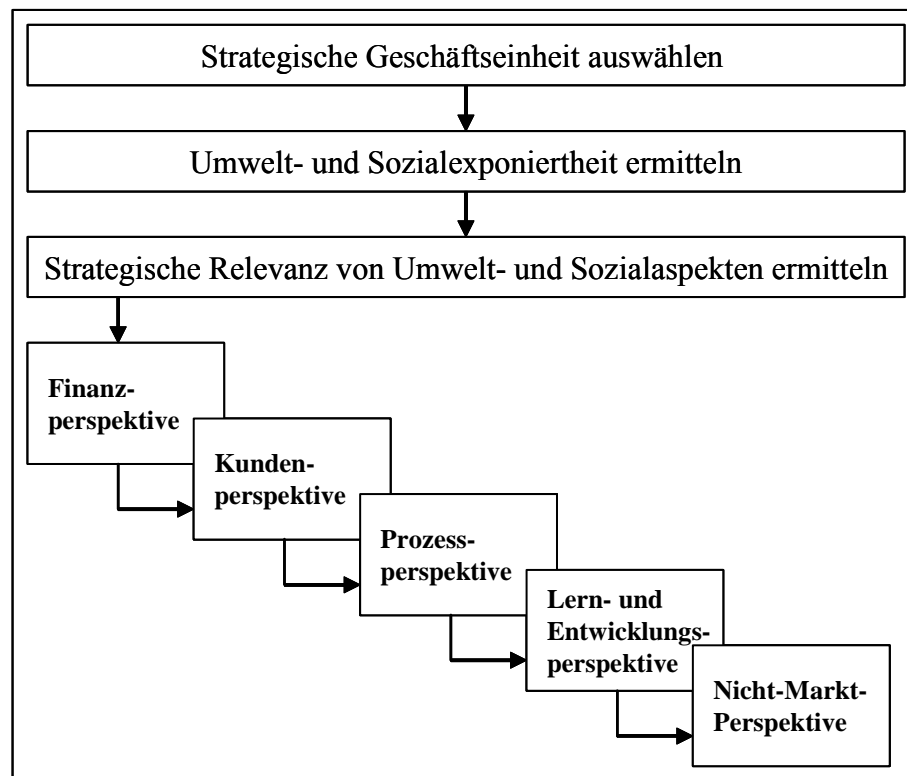 Strategische Geschäftseinheit auswählen
Umwelt- und Sozialexponiertheit ermitteln
Strategische Relevanz von Umwelt- und Sozialaspekten ermitteln
Finanz-
perspektive
Kunden-
perspektive
Prozess-
perspektive
Lern- und
Entwicklungs-
perspektive
Nicht-Markt-
Perspektive